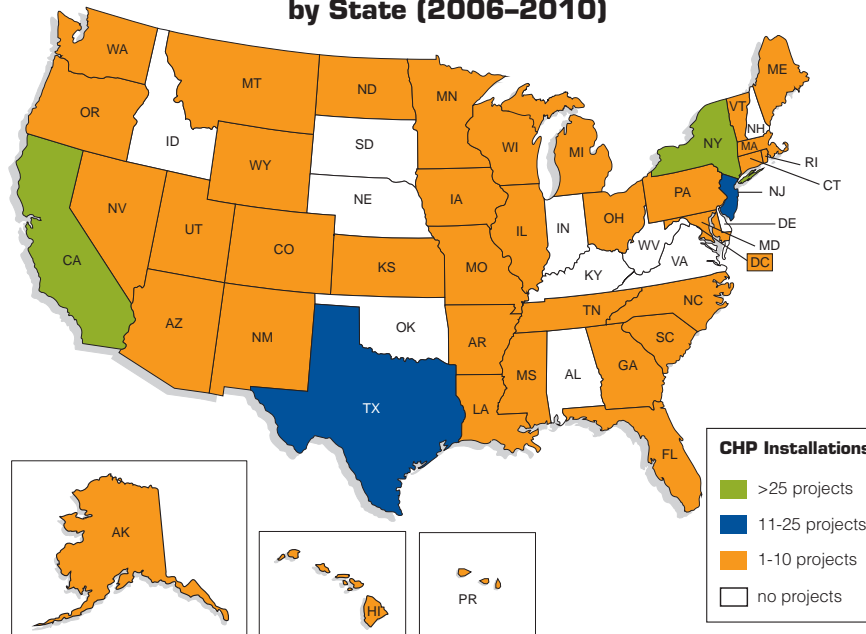 by State (2006–2010)
WA
MT
ND
MN
ME
OR
ID
SD
WI
MI
VT
NH
NY
MA
WY
RI
CT
NV
NE
IA
PA
NJ
UT
CO
IL
IN
OH
DE
CA
KS
MO
WV
MD
VA
DC
KY
AZ
NM
OK
AR
TN
NC
SC
MS
AL
GA
TX
LA
FL
AK
HI
PR
CHP Installations
>25 projects
11-25 projects
1-10 projects
no projects